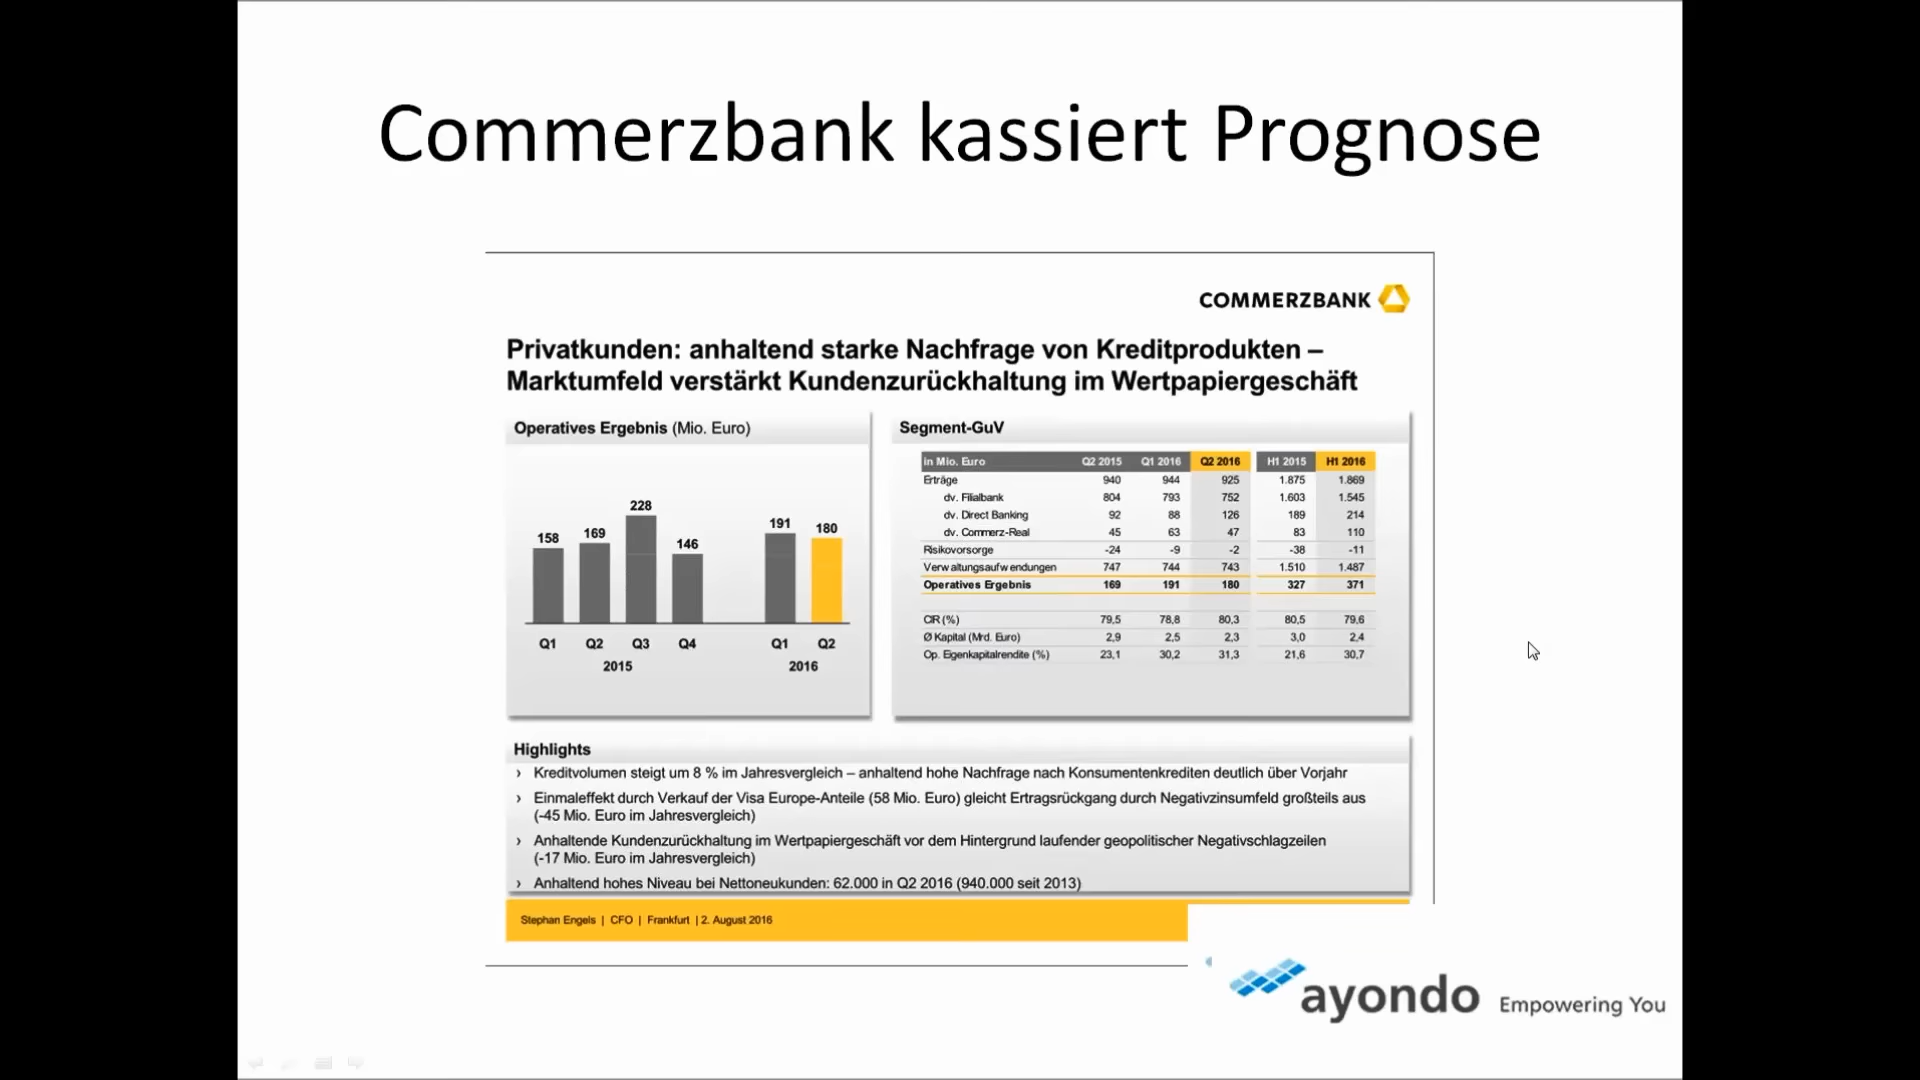 Commerzbank kassiert Prognose
COMMERZBANK
Privatkunden: anhaltend starke Nachfrage von Kreditprodukten –
Marktumfeld verstärkt Kundenzurückhaltung im Wertpapiergeschäft
Operatives Ergebnis (Mio. Euro)
158 169 228 146 191 180
Q1 Q2 Q3 Q4 Q1 Q2
2015 2016
Segment-GuV
in Mio. Euro Q2 2015 Q1 2016 Q2 2016 H1 2015 H1 2016
Erträge 940 944 925 1.875 1.869
dv. Filialbank 804 793 752 1.603 1.545
dv. Direct Banking 92 88 126 189 214
dv. Commerz-Real 45 63 47 83 110
Risikovorsorge -24 -9 -2 -38 -11
Verwaltungsaufwendungen 747 744 743 1.510 1.487
Operatives Ergebnis 169 191 180 327 371
CIR (%) 79,5 78,8 80,3 80,5 79,6
Ø Kapital (Mrd. Euro) 2,9 2,5 2,3 3,0 2,4
Op. Eigenkapitalrendite (%) 23,1 30,2 31,3 21,6 30,7
Highlights
› Kreditvolumen steigt um 8 % im Jahresvergleich – anhaltend hohe Nachfrage nach Konsumentenkrediten deutlich über Vorjahr
› Einmaleffekt durch Verkauf der Visa Europe-Anteile (58 Mio. Euro) gleicht Ertragsrückgang durch Negativzinsumfeld großteils aus
(-45 Mio. Euro im Jahresvergleich)
› Anhaltende Kundenzurückhaltung im Wertpapiergeschäft vor dem Hintergrund laufender geopolitischer Negativschlagzeilen
(-17 Mio. Euro im Jahresvergleich)
› Anhaltend hohes Niveau bei Nettoneukunden: 62.000 in Q2 2016 (940.000 seit 2013)
Stephan Engels | CFO | Frankfurt | 2. August 2016
ayondo Empowering You